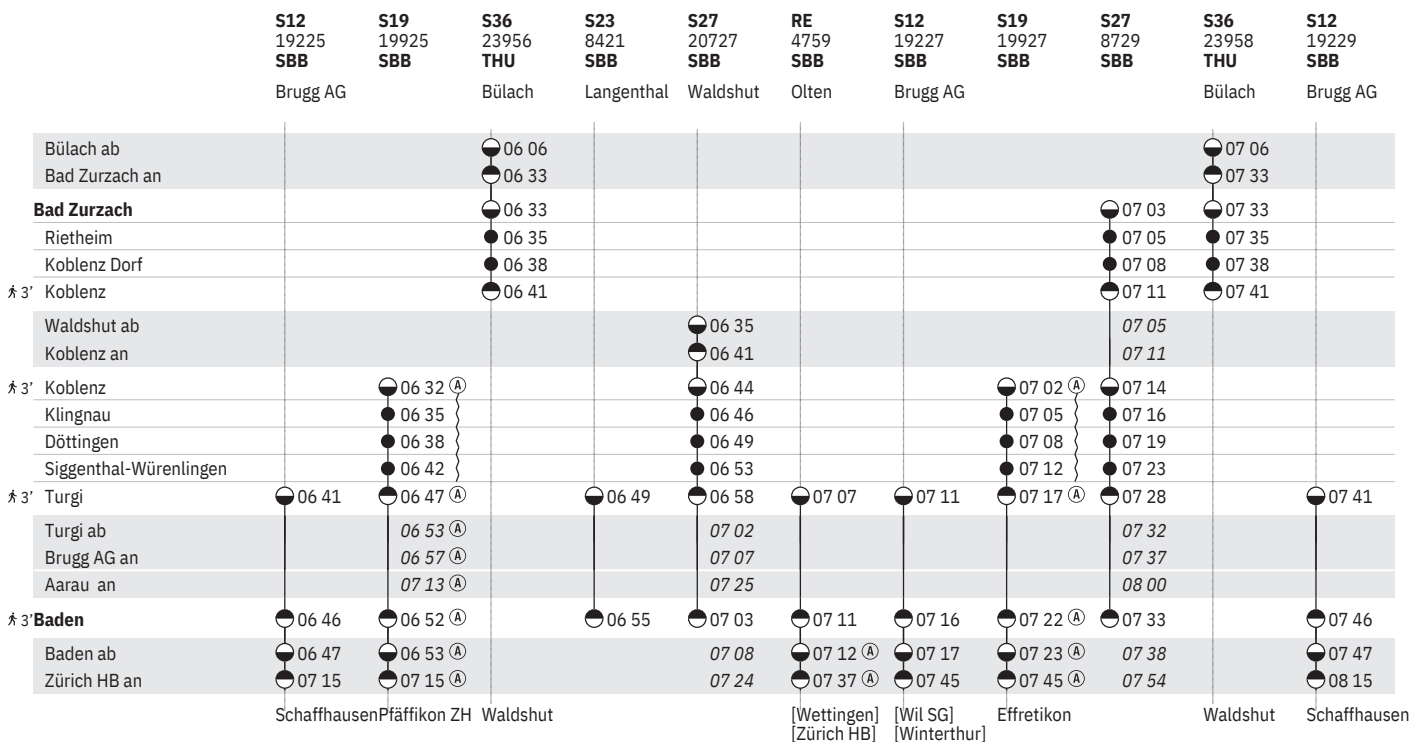 S12 S19 S36 S23 S27 RE S12 S19 S27 S36 S12
19225 19925 23956 8421 20727 4759 19227 19927 8729 23958 19229
SBB SBB THU SBB SBB SBB SBB SBB SBB THU SBB
Brugg AG Bülach Langenthal Waldshut Olten Brugg AG Bülach Brugg AG
Bülach ab 06 06 07 06
Bad Zurzach an 06 33 07 33
Bad Zurzach 06 33 07 03 07 33
Rietheim 06 35 07 05 07 35
Koblenz Dorf 06 38 07 08 07 38
3' Koblenz 06 41 07 11 07 41
Waldshut ab 06 35 07 05
Koblenz an 06 41 07 11
3' Koblenz 06 32 A 06 44 07 02 A 07 14
Klingnau 06 35 06 46 07 05 07 16
Döttingen 06 38 06 49 07 08 07 19
Siggenthal-Würenlingen 06 42 06 53 07 12 07 23
3' Turgi 06 41 06 47 A 06 49 06 58 07 07 07 11 07 17 A 07 28 07 41
Turgi ab 06 53 A 07 02 07 32
Brugg AG an 06 57 A 07 07 07 37
Aarau an 07 13 A 07 25 08 00
3' Baden 06 46 06 52 A 06 55 07 03 07 11 07 16 07 22 A 07 33 07 46
Baden ab 06 47 06 53 A 07 08 07 12 A 07 17 07 23 A 07 38 07 47
Zürich HB an 07 15 07 15 A 07 24 07 37 A 07 45 07 45 A 07 54 08 15
Schaffhausen Pfäffikon ZH Waldshut [Wettingen] [Wil SG] Effretikon Waldshut Schaffhausen
[Zürich HB] [Winterthur]